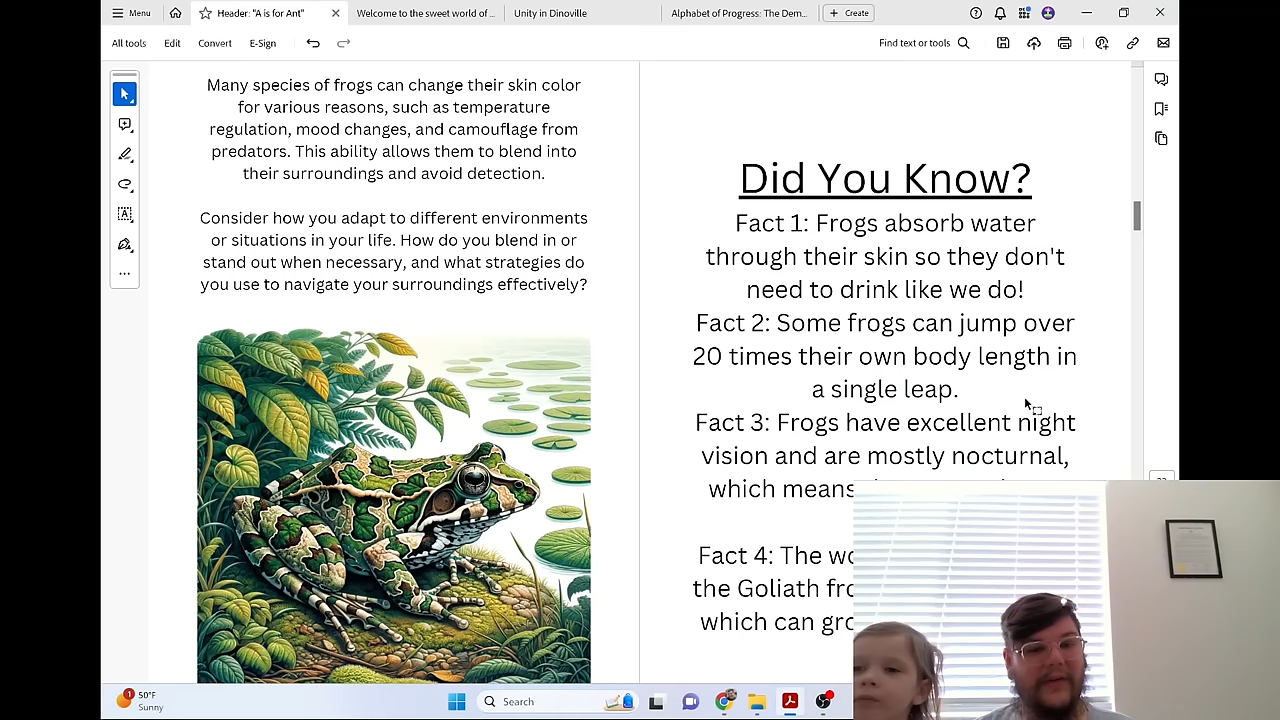 Menu
Header: "A is for Ant"
Welcome to the sweet world of ...
Unity in Enoville
Alphabet of Progress: The Dem...
Create
All tools
Edit
Convert
E-Sign
Find text or tools
Many species of frogs can change their skin color
for various reasons, such as temperature
regulation, mood changes, and camouflage from
predators. This ability allows them to blend into
their surroundings and avoid detection.
Consider how you adapt to different environments
or situations in your life. How do you blend in or
stand out when necessary, and what strategies do
you use to navigate your surroundings effectively?
Did You Know?
Fact 1: Frogs absorb water
through their skin so they don't
need to drink like we do!
Fact 2: Some frogs can jump over
20 times their own body length in
a single leap.
Fact 3: Frogs have excellent night
vision and are mostly nocturnal,
which means
Fact 4: The
the Goliath
which can
1
50°F
Sunny
Search